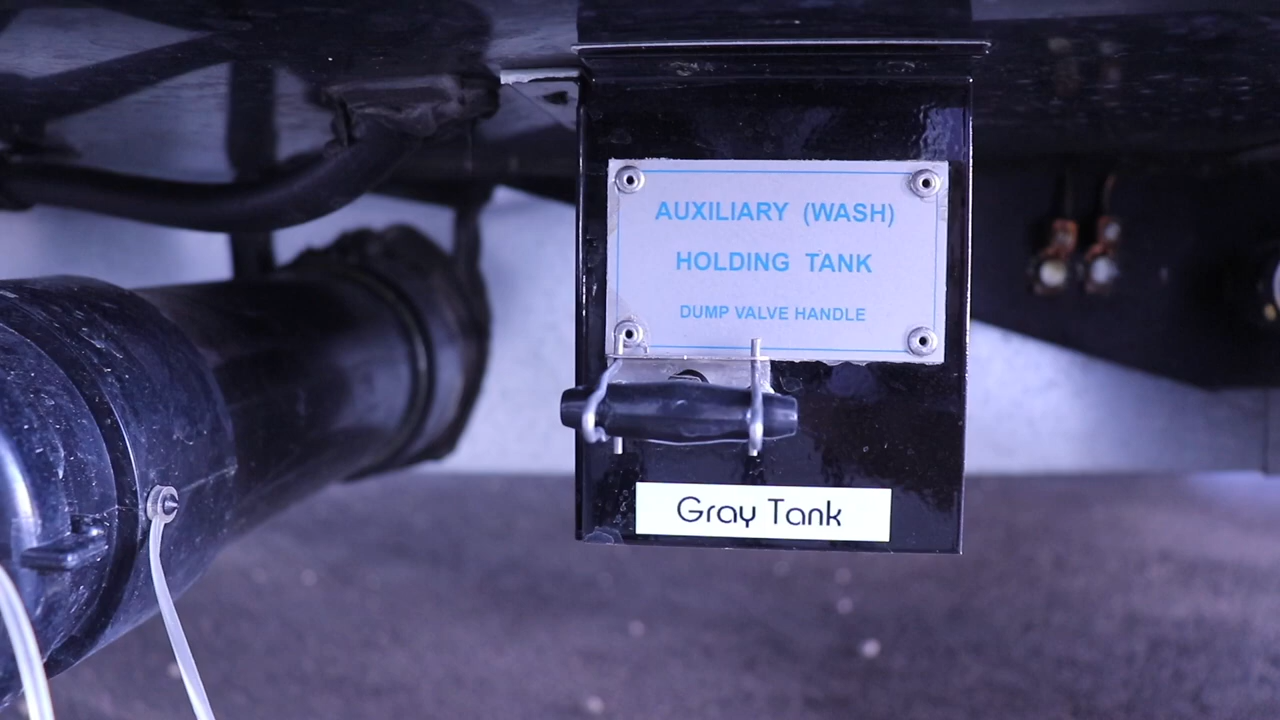 AUXILIARY (WASH)
HOLDING TANK
DUMP VALVE HANDLE
Gray Tank